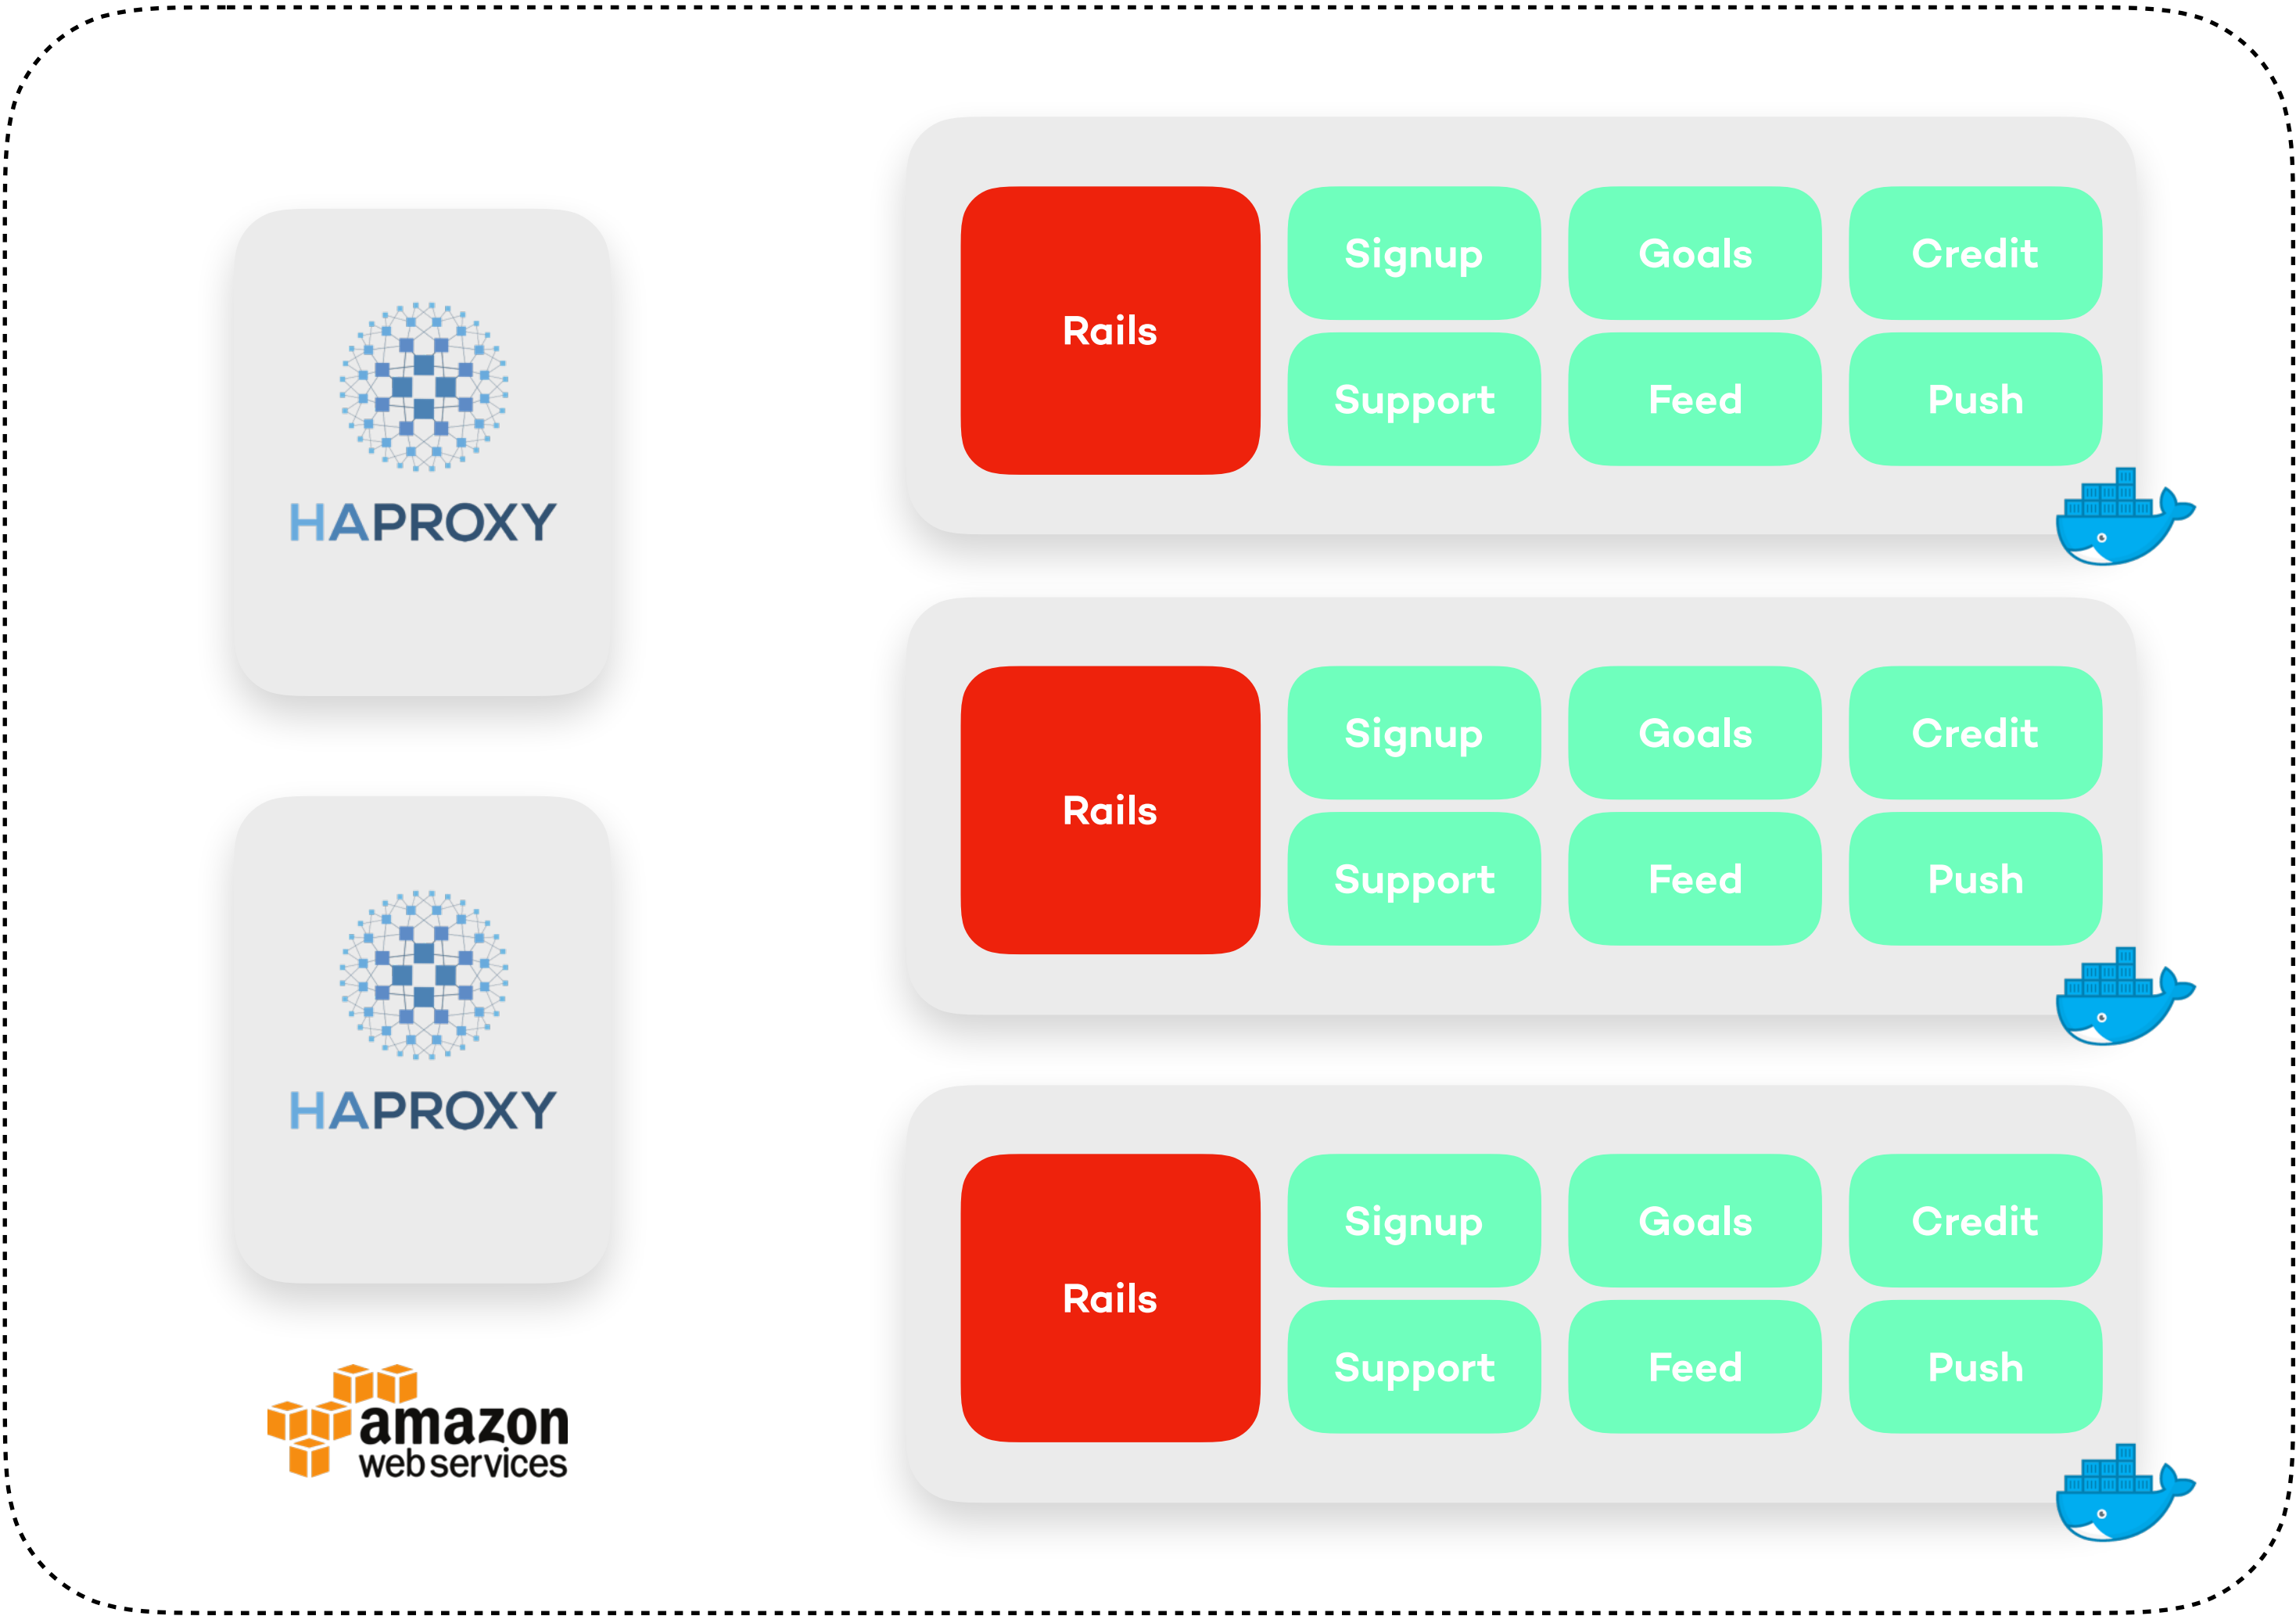 HAPROXY
HAPROXY
amazon
web services
Rails
Signup
Goals
Credit
Support
Feed
Push
Rails
Signup
Goals
Credit
Support
Feed
Push
Rails
Signup
Goals
Credit
Support
Feed
Push